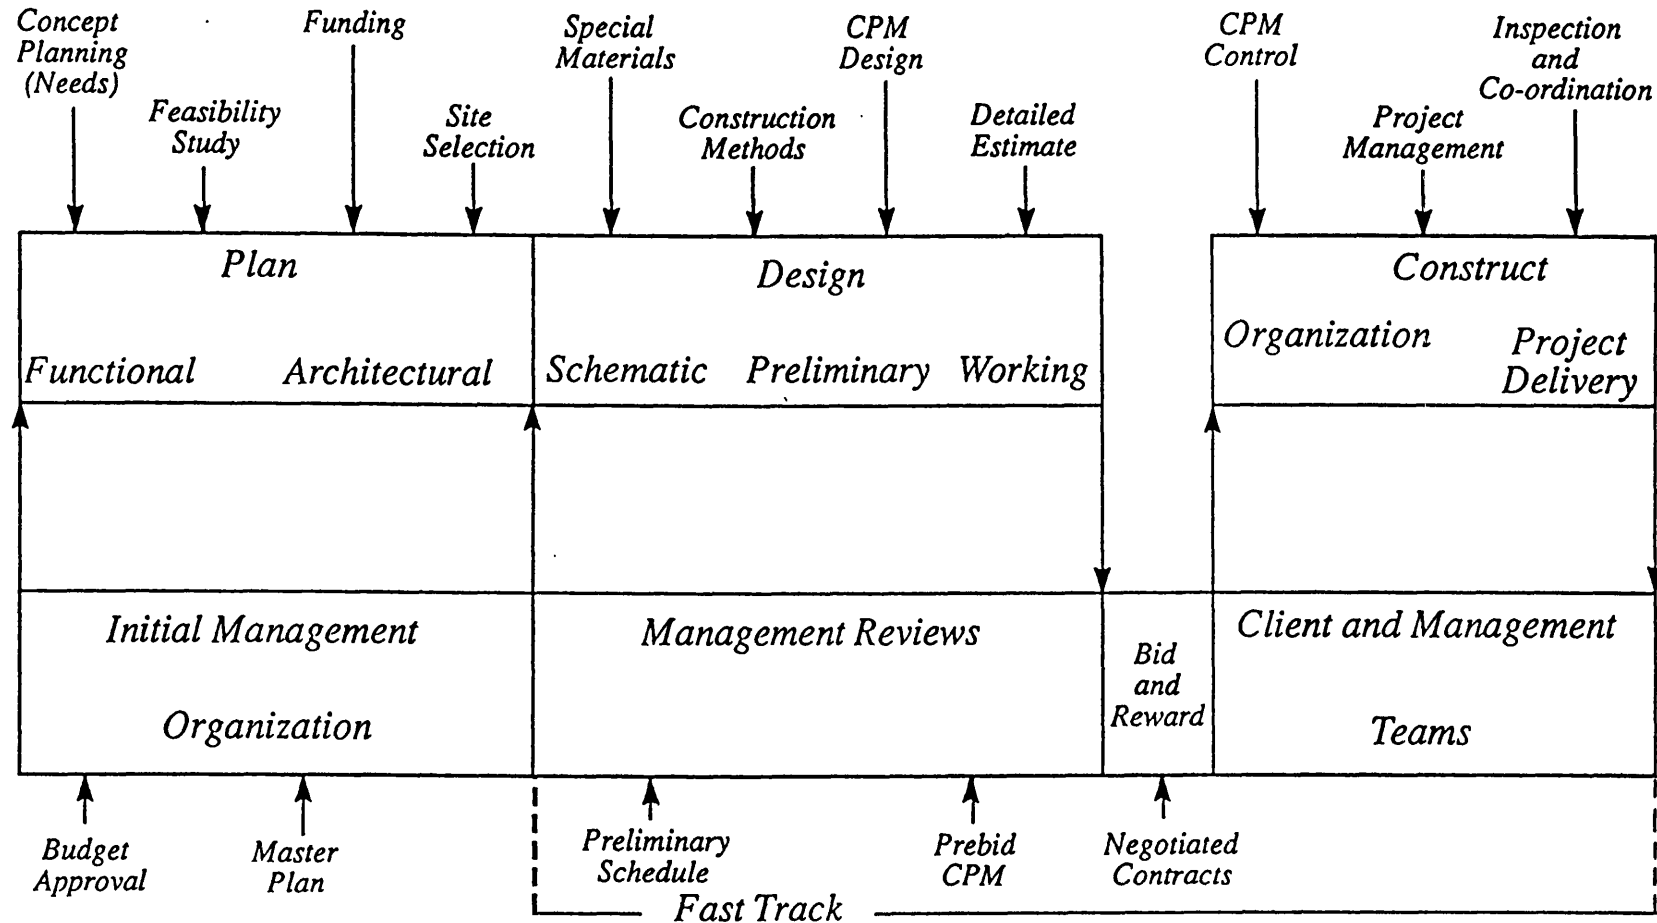 Concept
Planning
(Needs)
Funding
Special
Materials
CPM
Design
CPM
Control
Inspection
and
Co-ordination
Feasibility
Study
Site
Selection
Construction
Methods
Detailed
Estimate
Project
Management
Plan
Functional
Architectural
Design
Schematic
Preliminary
Working
Construct
Organization
Project
Delivery
Initial Management
Organization
Management Reviews
Bid
and
Reward
Client and Management
Teams
Budget
Approval
Master
Plan
Preliminary
Schedule
Prebid
CPM
Negotiated
Contracts
Fast Track